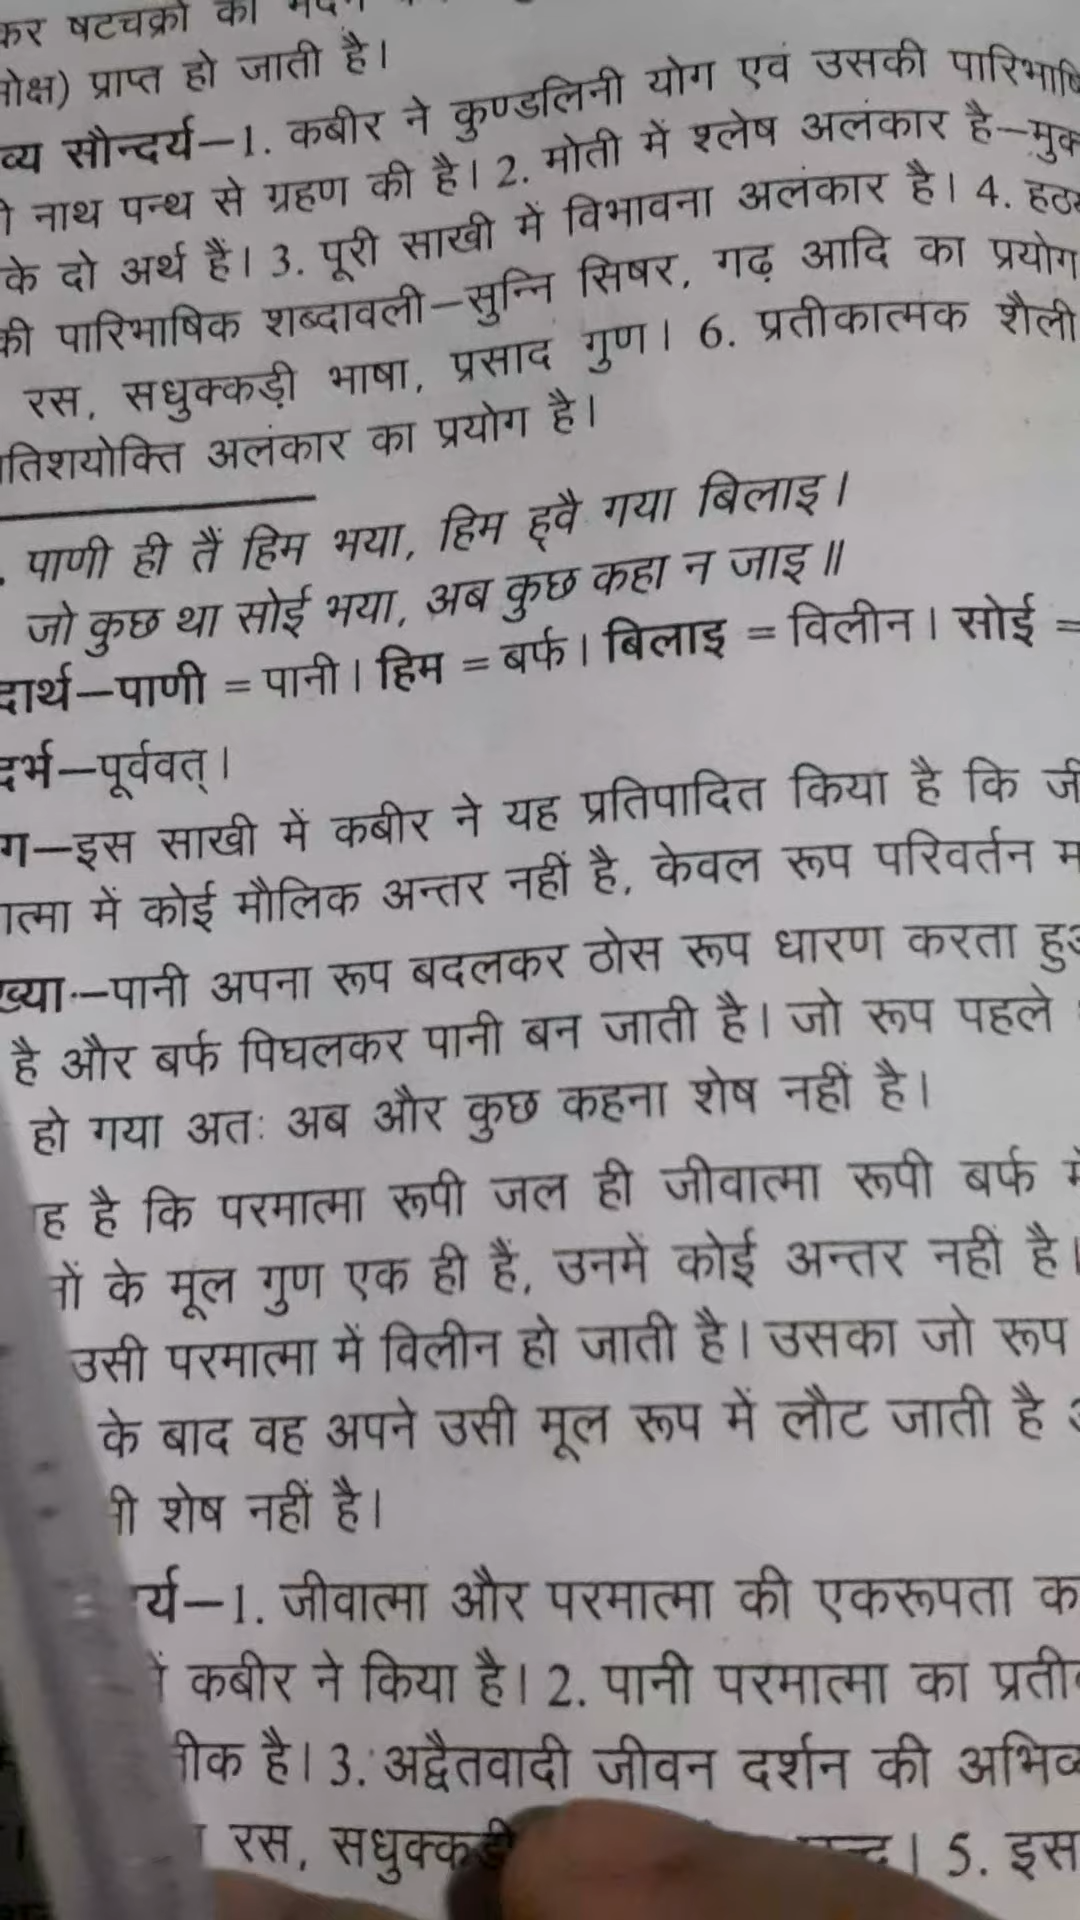 कर षटचक्रों का
मोक्ष) प्राप्त हो जाती है।
व्य सौन्दर्य–1. कबीर ने कुण्डलिनी योग एवं उसकी पारिभाषि
नाथ पन्थ से ग्रहण की है। 2. मोती में श्लेष अलंकार है–मुक्
के दो अर्थ हैं। 3. पूरी साखी में विभावना अलंकार है। 4. हठ
की पारिभाषिक शब्दावली–सुन्नि सिषर, गढ़ आदि का प्रयोग
रस, सधुक्कड़ी भाषा, प्रसाद गुण। 6. प्रतीकात्मक शैली
तिशयोक्ति अलंकार का प्रयोग है।
पाणी ही तैं हिम भया, हिम ह्वै गया बिलाइ।
जो कुछ था सोई भया, अब कुछ कहा न जाइ॥
दार्थ–पाणी = पानी। हिम = बर्फ। बिलाइ = विलीन। सोई =
दर्भ–पूर्ववत्।
ग–इस साखी में कबीर ने यह प्रतिपादित किया है कि जी
ात्मा में कोई मौलिक अन्तर नहीं है, केवल रूप परिवर्तन म
ख्या–पानी अपना रूप बदलकर ठोस रूप धारण करता हुअ
है और बर्फ पिघलकर पानी बन जाती है। जो रूप पहले
हो गया अतः अब और कुछ कहना शेष नहीं है।
ह है कि परमात्मा रूपी जल ही जीवात्मा रूपी बर्फ में
नों के मूल गुण एक ही हैं, उनमें कोई अन्तर नहीं है।
उसी परमात्मा में विलीन हो जाती है। उसका जो रूप
के बाद वह अपने उसी मूल रूप में लौट जाती है
ी शेष नहीं है।
र्य–1. जीवात्मा और परमात्मा की एकरूपता क
में कबीर ने किया है। 2. पानी परमात्मा का प्रती
तीक है। 3. अद्वैतवादी जीवन दर्शन की अभिव्य
रस, सधुक्कड़ी 5. इस